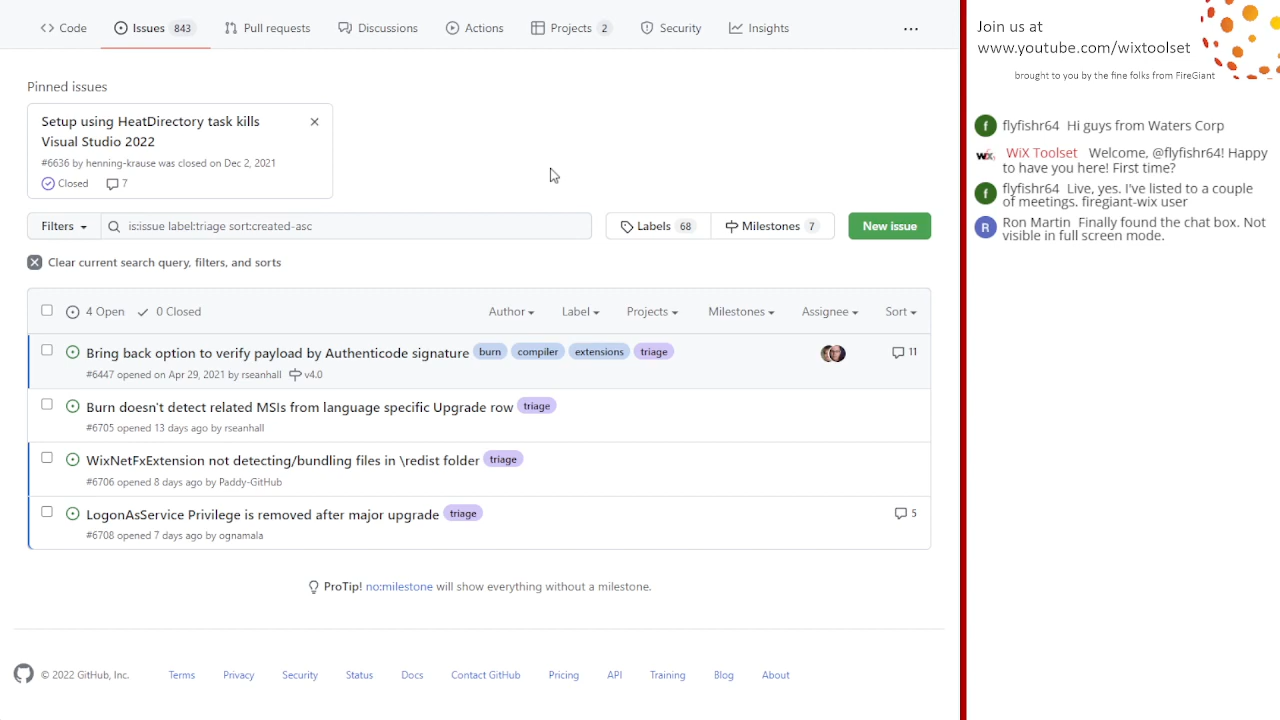 Code
Issues 843
Pull requests
Discussions
Actions
Projects 2
Security
Insights
Pinned issues
Setup using HeatDirectory task kills
Visual Studio 2022
#6636 by henning-krause was closed on Dec 2, 2021
Closed 7
Filters
is:issue label:triage sort:created-asc
Labels 68
Milestones 7
New issue
Clear current search query, filters, and sorts
4 Open 0 Closed
Author Label Projects Milestones Assignee Sort
Bring back option to verify payload by Authenticode signature burn compiler extensions triage 11
#6447 opened on Apr 29, 2021 by rseanhall v4.0
Burn doesn't detect related MSIs from language specific Upgrade row triage
#6705 opened 13 days ago by rseanhall
WixNetFxExtension not detecting/bundling files in \redist folder triage
#6706 opened 8 days ago by Paddy-GitHub
LogonAsService Privilege is removed after major upgrade triage 5
#6708 opened 7 days ago by ognamala
ProTip! no:milestone will show everything without a milestone.
© 2022 GitHub, Inc. Terms Privacy Security Status Docs Contact GitHub Pricing API Training Blog About
Join us at
www.youtube.com/wixtoolset
brought to you by the fine folks from FireGiant
f flyfishr64 Hi guys from Waters Corp
WiX WiX Toolset Welcome, @flyfishr64! Happy
to have you here! First time?
f flyfishr64 Live, yes. I've listed to a couple
of meetings. firegiant-wix user
R Ron Martin Finally found the chat box. Not
visible in full screen mode.